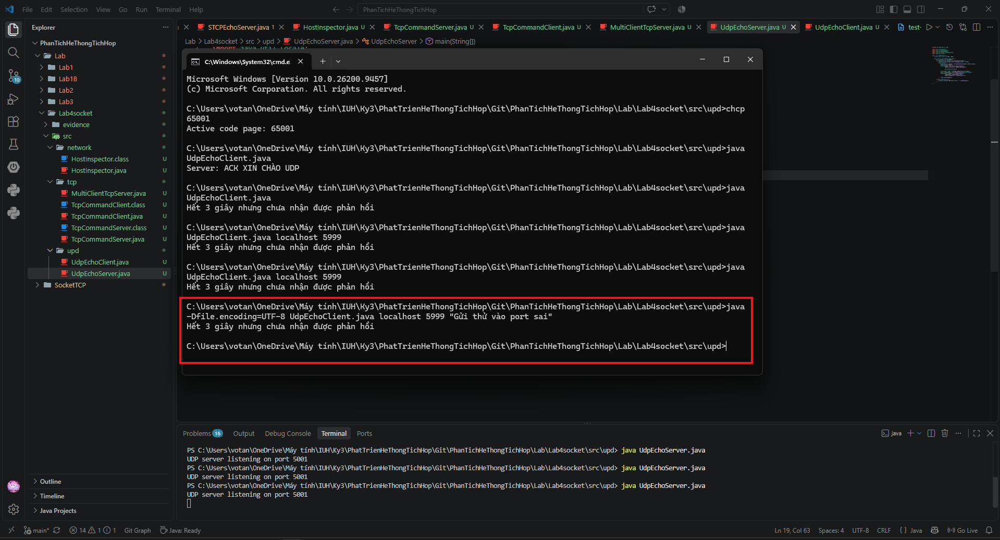 File Edit Selection View Go Run Terminal Help
PhanTichHeThongTichHop
Explorer
PhanTichHeThongTichHop
Lab
Lab1
Lab1B
Lab2
Lab3
Lab4socket
evidence
src
network
HostInspector.class U
HostInspector.java U
tcp
MultiClientTcpServer.java U
TcpCommandClient.class U
TcpCommandClient.java U
TcpCommandServer.class U
TcpCommandServer.java U
upd
UdpEchoClient.java U
UdpEchoServer.java U
SocketTCP
Outline
Timeline
Java Projects
10
STCPEchoServer.java 1 HostInspector.java U TcpCommandServer.java U TcpCommandClient.java U MultiClientTcpServer.java U UdpEchoServer.java U UdpEchoClient.java U test-
Lab > Lab4socket > src > upd > UdpEchoServer.java > UdpEchoServer > main(String[])
import java.util.Locale;
C:\Windows\System32\cmd.e
Microsoft Windows [Version 10.0.26200.9457]
(c) Microsoft Corporation. All rights reserved.
C:\Users\votan\OneDrive\Máy tính\IUH\Ky3\PhatTrienHeThongTichHop\Git\PhanTichHeThongTichHop\Lab\Lab4socket\src\upd>chcp
65001
Active code page: 65001
C:\Users\votan\OneDrive\Máy tính\IUH\Ky3\PhatTrienHeThongTichHop\Git\PhanTichHeThongTichHop\Lab\Lab4socket\src\upd>java
UdpEchoClient.java
Server: ACK XIN CHÀO UDP
C:\Users\votan\OneDrive\Máy tính\IUH\Ky3\PhatTrienHeThongTichHop\Git\PhanTichHeThongTichHop\Lab\Lab4socket\src\upd>java
UdpEchoClient.java
Hết 3 giây nhưng chưa nhận được phản hồi
C:\Users\votan\OneDrive\Máy tính\IUH\Ky3\PhatTrienHeThongTichHop\Git\PhanTichHeThongTichHop\Lab\Lab4socket\src\upd>java
UdpEchoClient.java localhost 5999
Hết 3 giây nhưng chưa nhận được phản hồi
C:\Users\votan\OneDrive\Máy tính\IUH\Ky3\PhatTrienHeThongTichHop\Git\PhanTichHeThongTichHop\Lab\Lab4socket\src\upd>java
UdpEchoClient.java localhost 5999
Hết 3 giây nhưng chưa nhận được phản hồi
C:\Users\votan\OneDrive\Máy tính\IUH\Ky3\PhatTrienHeThongTichHop\Git\PhanTichHeThongTichHop\Lab\Lab4socket\src\upd>java
-Dfile.encoding=UTF-8 UdpEchoClient.java localhost 5999 "Gửi thử vào port sai"
Hết 3 giây nhưng chưa nhận được phản hồi
C:\Users\votan\OneDrive\Máy tính\IUH\Ky3\PhatTrienHeThongTichHop\Git\PhanTichHeThongTichHop\Lab\Lab4socket\src\upd>
Problems 16 Output Debug Console Terminal Ports
java
PS C:\Users\votan\OneDrive\Máy tính\IUH\Ky3\PhatTrienHeThongTichHop\Git\PhanTichHeThongTichHop\Lab\Lab4socket\src\upd> java UdpEchoServer.java
UDP server listening on port 5001
PS C:\Users\votan\OneDrive\Máy tính\IUH\Ky3\PhatTrienHeThongTichHop\Git\PhanTichHeThongTichHop\Lab\Lab4socket\src\upd> java UdpEchoServer.java
UDP server listening on port 5001
PS C:\Users\votan\OneDrive\Máy tính\IUH\Ky3\PhatTrienHeThongTichHop\Git\PhanTichHeThongTichHop\Lab\Lab4socket\src\upd> java UdpEchoServer.java
UDP server listening on port 5001
main* 14 1 1 Git Graph Java: Ready Ln 19, Col 63 Spaces: 4 UTF-8 CRLF {} Java Go Live